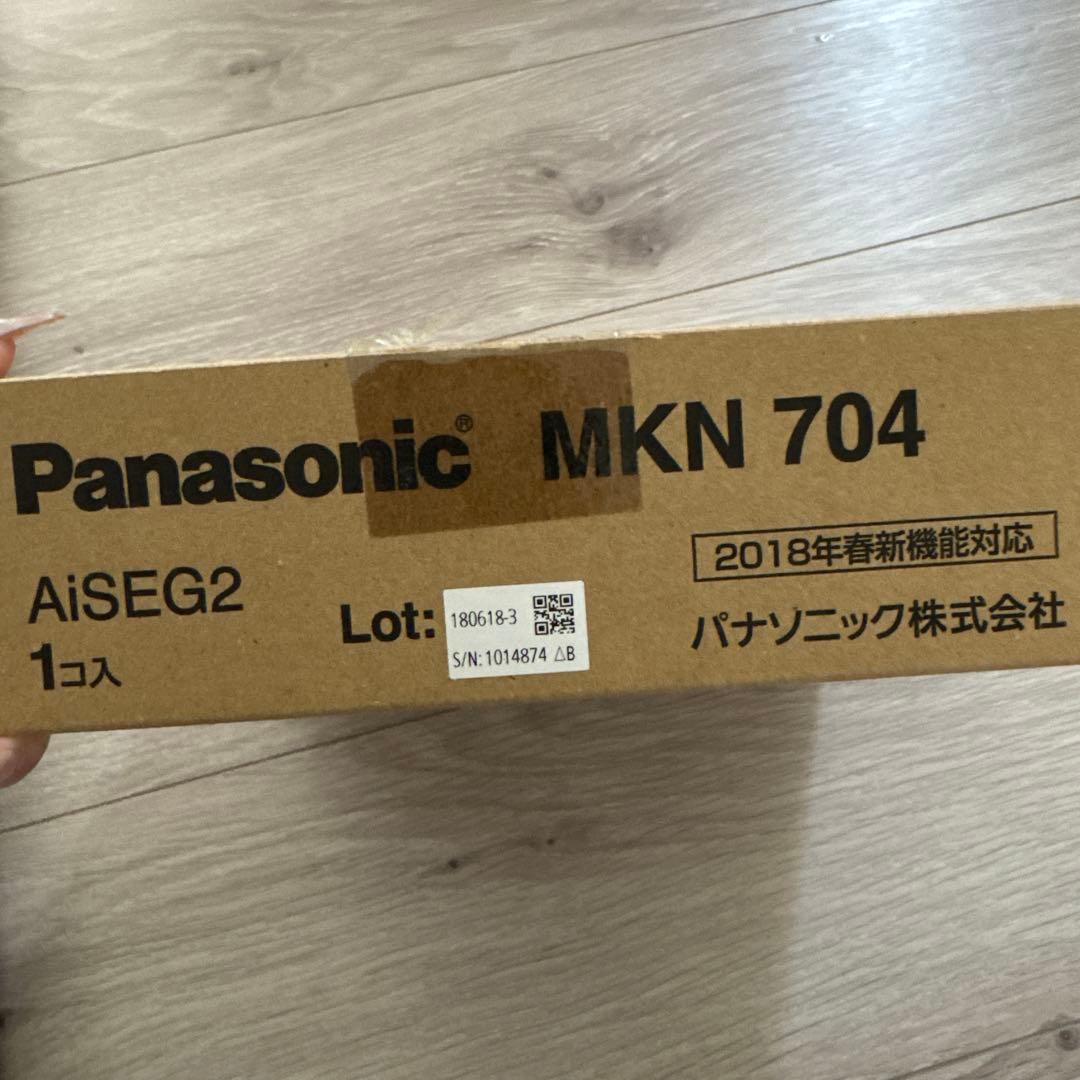 Panasonic® MKN 704
2018年春新機能対応
AiSEG2
1コ入
Lot:
180618-3
S/N: 1014874 △B
パナソニック株式会社